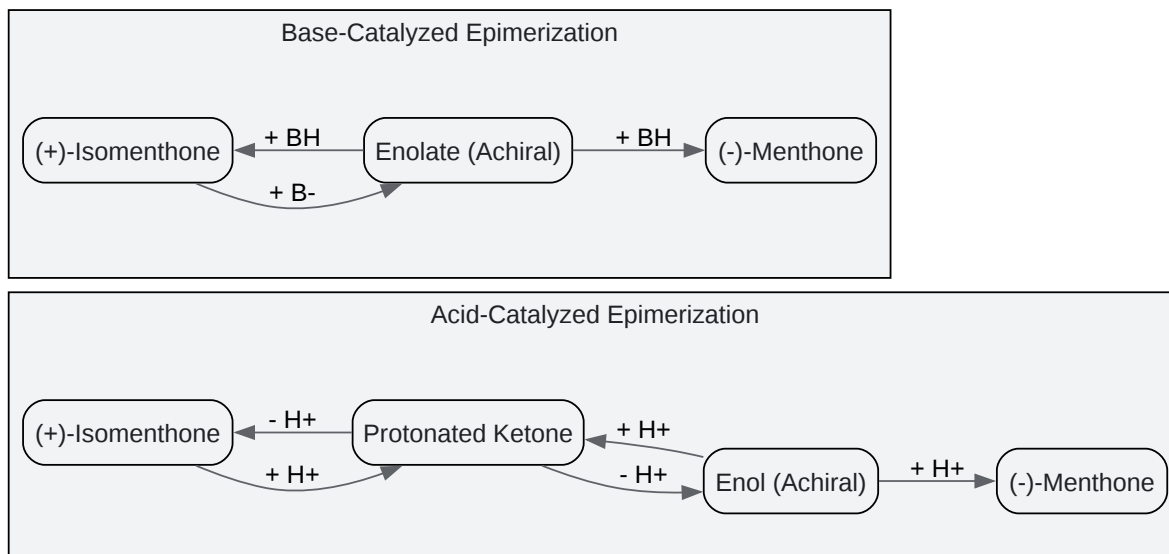 Base-Catalyzed Epimerization
(+)-Isomenthone
+ BH
Enolate (Achiral)
+ BH
(-)-Menthone
+ B-
Acid-Catalyzed Epimerization
(+)-Isomenthone
- H+
Protonated Ketone
+ H+
+ H+
- H+
Enol (Achiral)
+ H+
(-)-Menthone